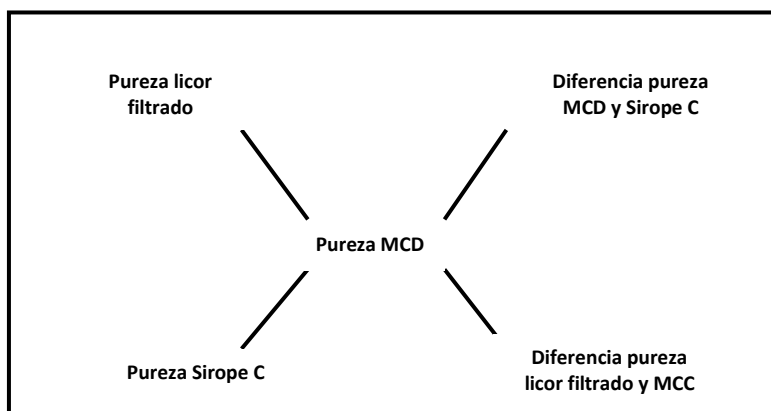 Pureza licor
filtrado
Diferencia pureza
MCD y Sirope C
Pureza MCD
Pureza Sirope C
Diferencia pureza
licor filtrado y MCC